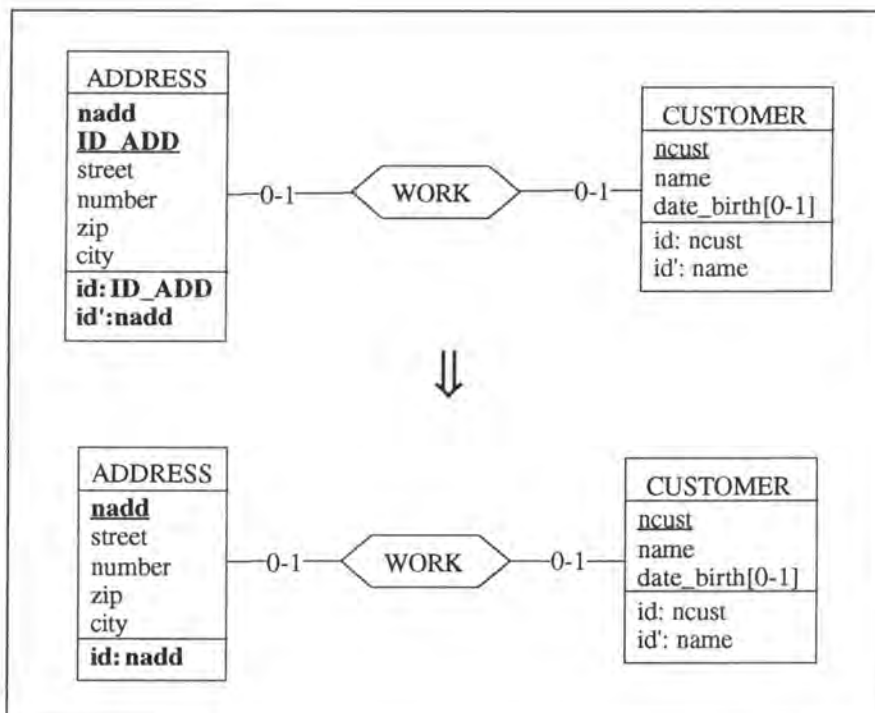 ADDRESS
nadd
ID_ADD
street
number
zip
city
id: ID_ADD
id':nadd
0-1
WORK
0-1
CUSTOMER
ncust
name
date_birth[0-1]
id: ncust
id': name
⇓
ADDRESS
nadd
street
number
zip
city
id: nadd
0-1
WORK
0-1
CUSTOMER
ncust
name
date_birth[0-1]
id: ncust
id': name